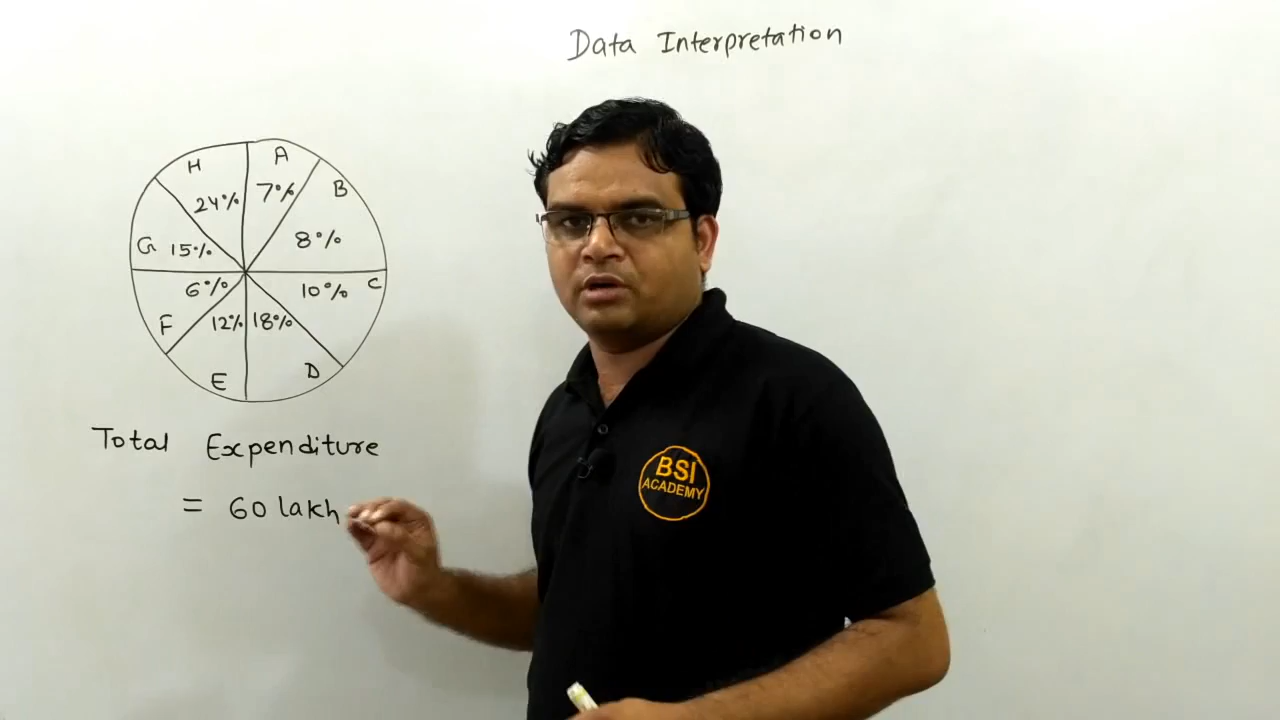 Data Interpretation
H
A
24%
7%
B
G 15%
8%
6%
10% C
F
12% 18%
E
D
Total Expenditure
= 60 lakh
BSI
ACADEMY